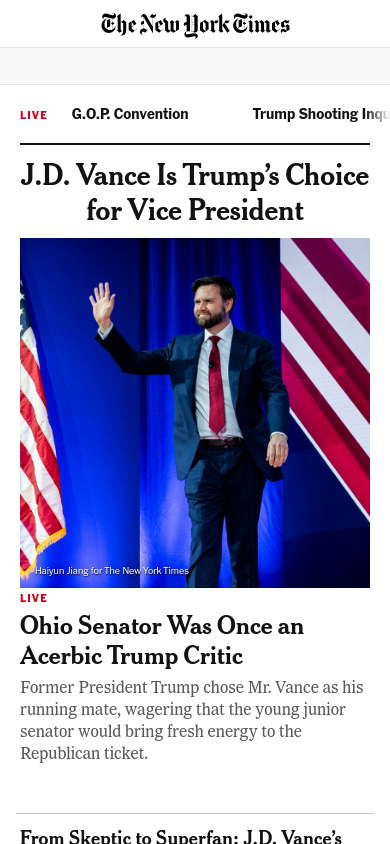 The New York Times
LIVE G.O.P. Convention Trump Shooting Inqu
J.D. Vance Is Trump’s Choice
for Vice President
Haiyun Jiang for The New York Times
LIVE
Ohio Senator Was Once an
Acerbic Trump Critic
Former President Trump chose Mr. Vance as his
running mate, wagering that the young junior
senator would bring fresh energy to the
Republican ticket.
From Skeptic to Superfan: J.D. Vance’s